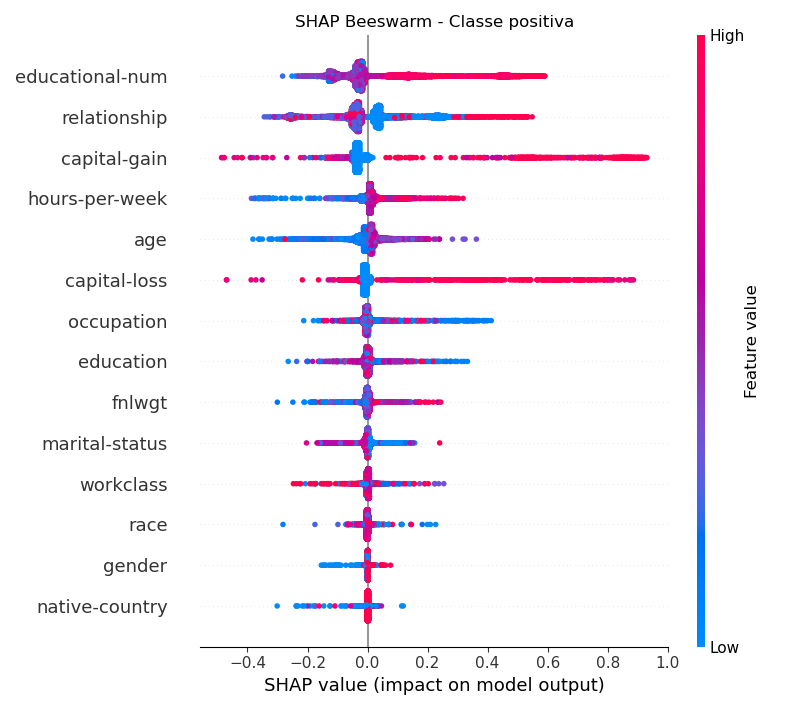 SHAP Beeswarm - Classe positiva
High
educational-num
relationship
capital-gain
hours-per-week
age
capital-loss
occupation
education
fnlwgt
marital-status
workclass
race
gender
native-country
Feature value
Low
−0.4 −0.2 0.0 0.2 0.4 0.6 0.8 1.0
SHAP value (impact on model output)